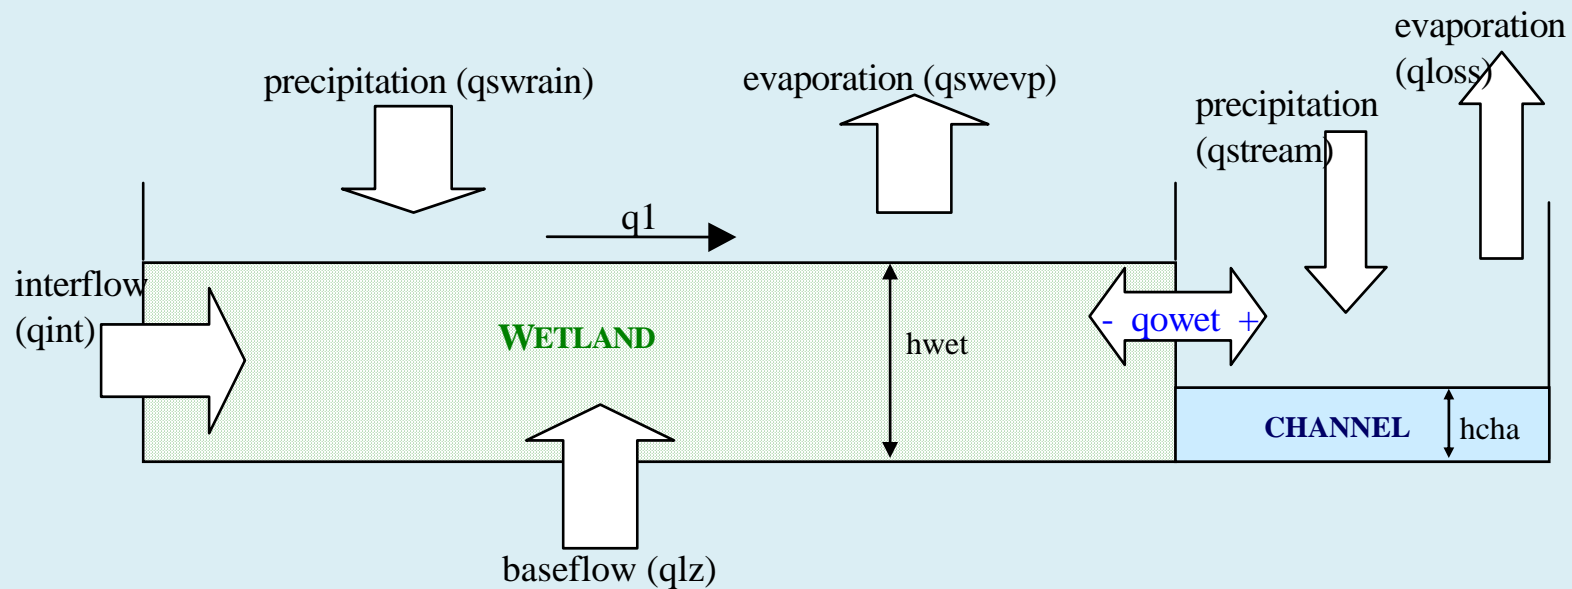 evaporation
(qloss)
precipitation (qswrain)
evaporation (qswevp)
precipitation
(qstream)
q1
interflow
(qint)
WETLAND
hwet
- qowet +
CHANNEL
hcha
baseflow (qlz)